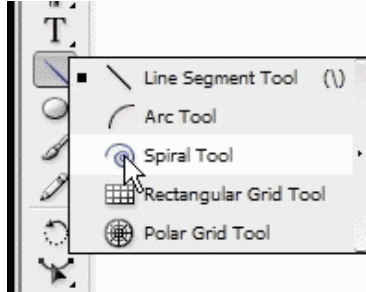 T
Line Segment Tool (\)
Arc Tool
Spiral Tool
Rectangular Grid Tool
Polar Grid Tool